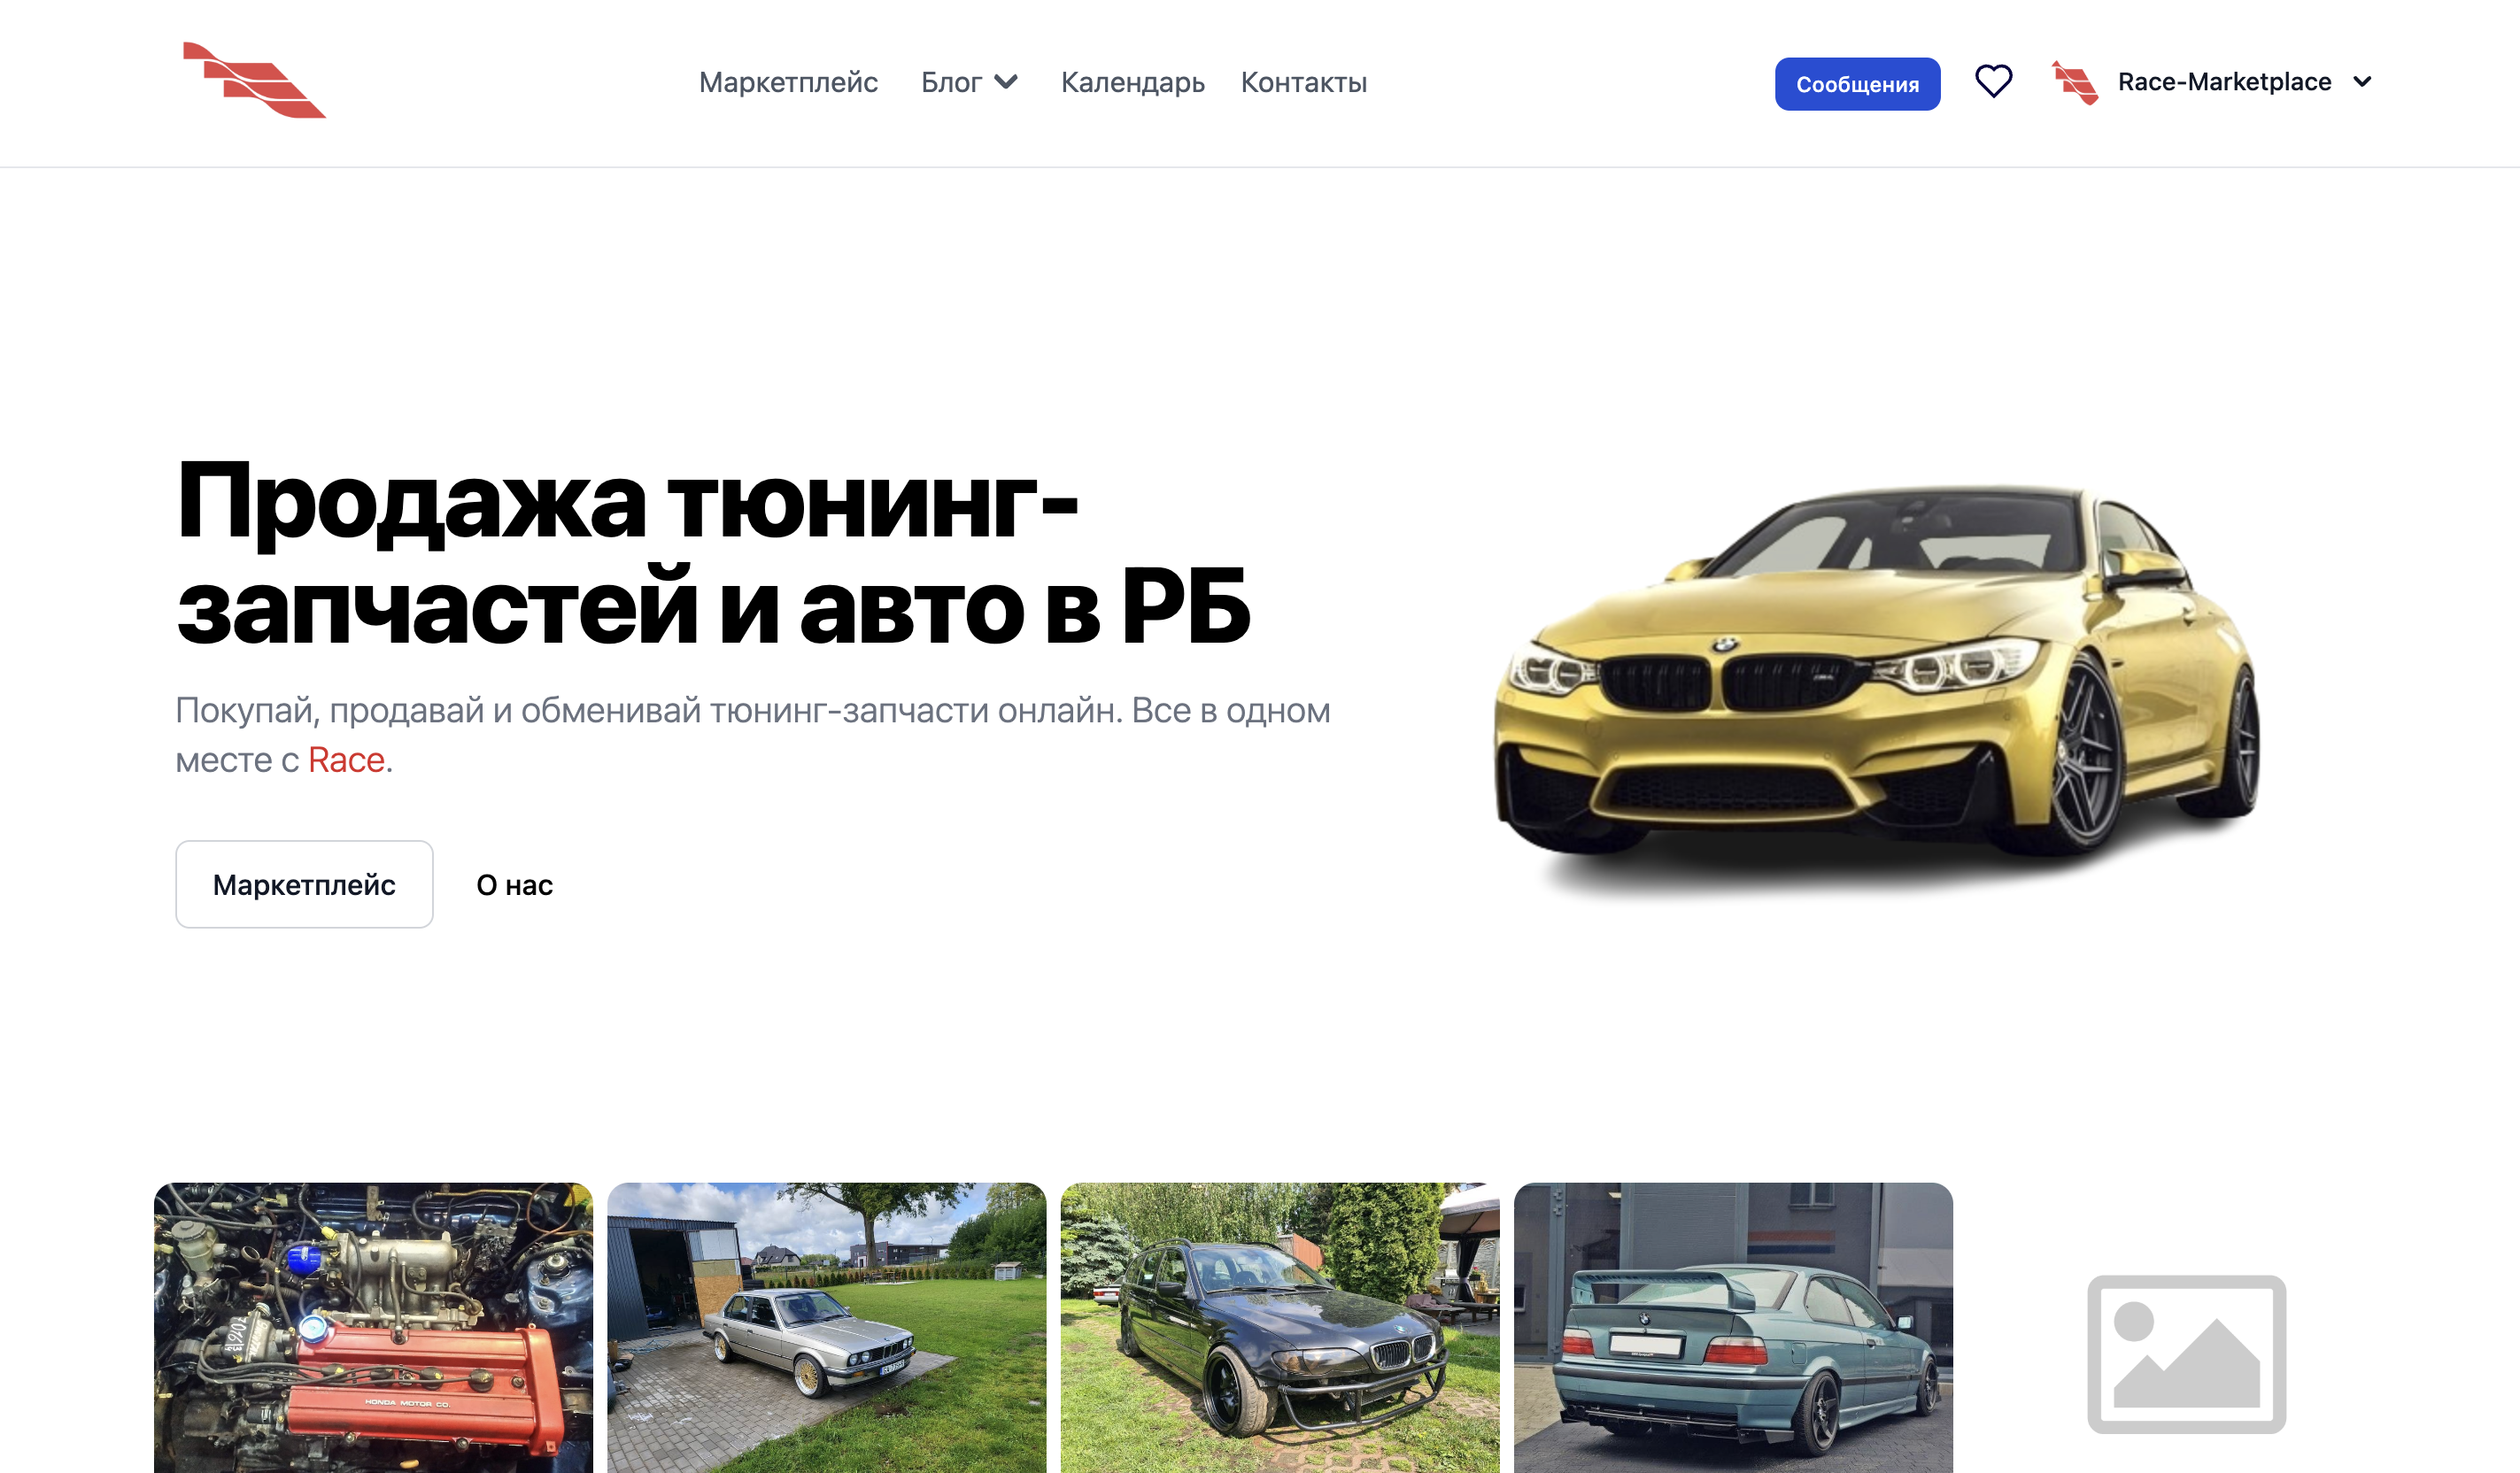 Маркетплейс
Блог
Календарь
Контакты
Сообщения
Race-Marketplace
Продажа тюнинг-
запчастей и авто в РБ
Покупай, продавай и обменивай тюнинг-запчасти онлайн. Все в одном
месте с Race.
Маркетплейс
О нас
HONDA MOTOR CO.